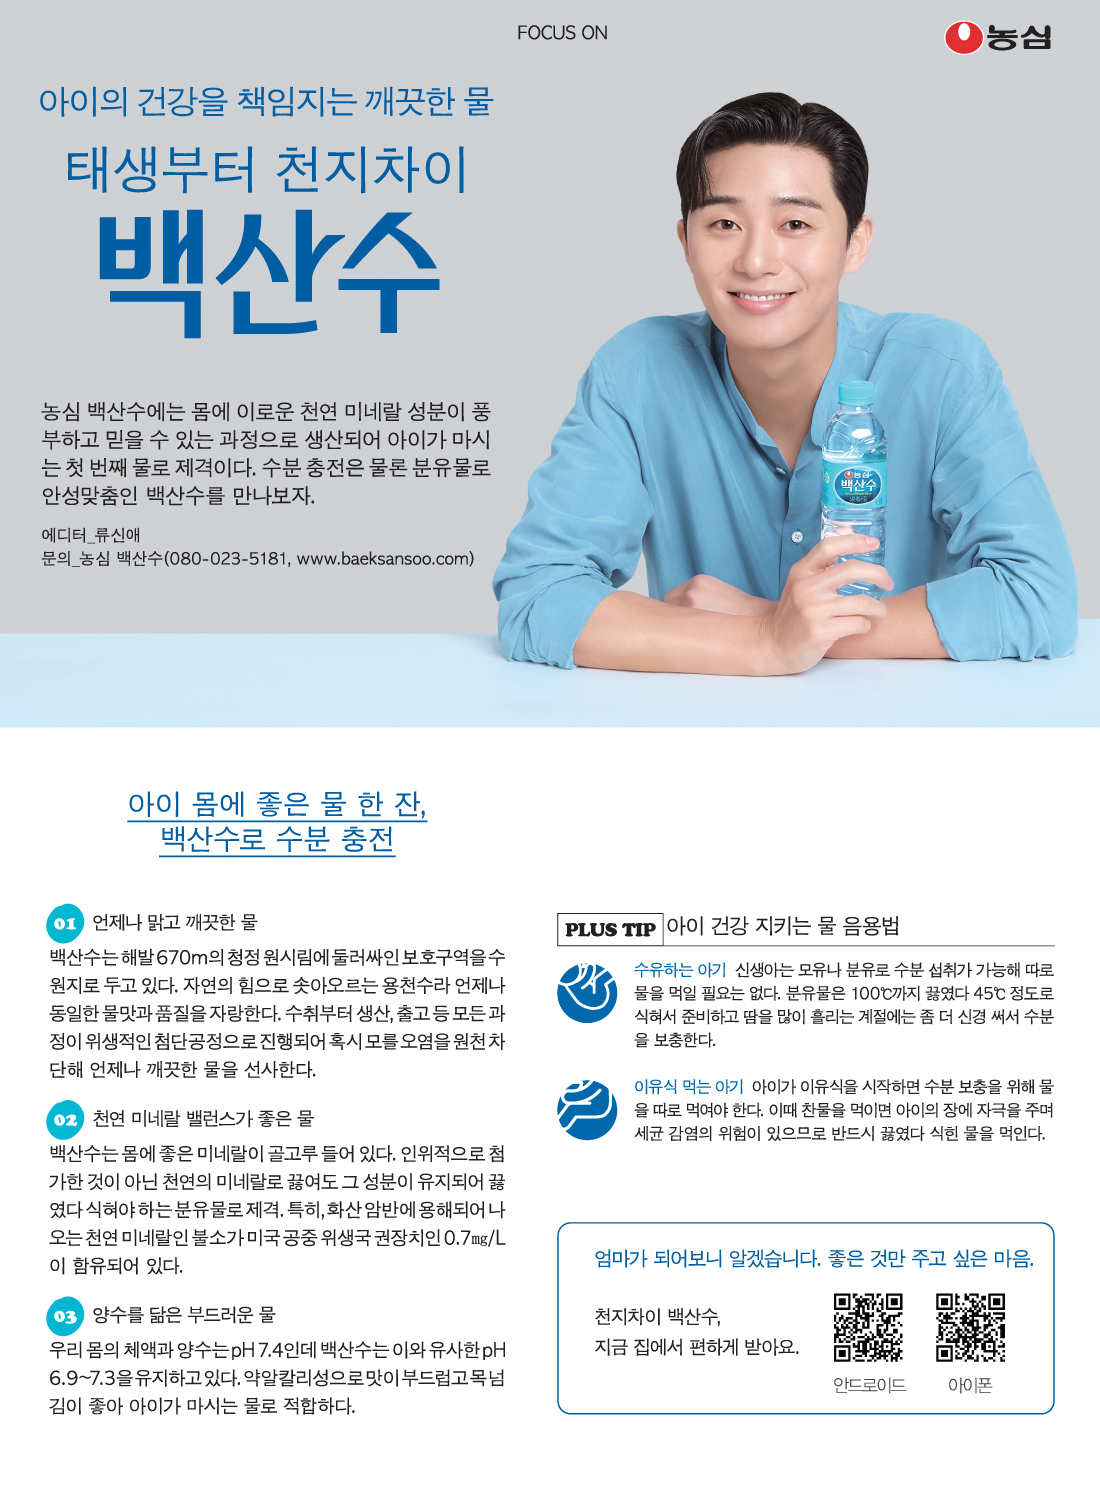 FOCUS ON
농심
아이의 건강을 책임지는 깨끗한 물
태생부터 천지차이
백산수
농심 백산수에는 몸에 이로운 천연 미네랄 성분이 풍
부하고 믿을 수 있는 과정으로 생산되어 아이가 마시
는 첫 번째 물로 제격이다. 수분 충전은 물론 분유물로
안성맞춤인 백산수를 만나보자.
에디터_류신애
문의_농심 백산수(080-023-5181, www.baeksansoo.com)
농심
백산수
아이 몸에 좋은 물 한 잔,
백산수로 수분 충전
01 언제나 맑고 깨끗한 물
백산수는 해발 670m의 청정 원시림에 둘러싸인 보호구역을 수
원지로 두고 있다. 자연의 힘으로 솟아오르는 용천수라 언제나
동일한 물맛과 품질을 자랑한다. 수취부터 생산, 출고 등 모든 과
정이 위생적인 첨단공정으로 진행되어 혹시 모를 오염을 원천 차
단해 언제나 깨끗한 물을 선사한다.
02 천연 미네랄 밸런스가 좋은 물
백산수는 몸에 좋은 미네랄이 골고루 들어 있다. 인위적으로 첨
가한 것이 아닌 천연의 미네랄로 끓여도 그 성분이 유지되어 끓
였다 식혀야 하는 분유물로 제격. 특히, 화산 암반에 용해되어 나
오는 천연 미네랄인 불소가 미국 공중 위생국 권장치인 0.7㎎/L
이 함유되어 있다.
03 양수를 닮은 부드러운 물
우리 몸의 체액과 양수는 pH 7.4인데 백산수는 이와 유사한 pH
6.9~7.3을 유지하고 있다. 약알칼리성으로 맛이 부드럽고 목 넘
김이 좋아 아이가 마시는 물로 적합하다.
PLUS TIP 아이 건강 지키는 물 음용법
수유하는 아기 신생아는 모유나 분유로 수분 섭취가 가능해 따로
물을 먹일 필요는 없다. 분유물은 100℃까지 끓였다 45℃ 정도로
식혀서 준비하고 땀을 많이 흘리는 계절에는 좀 더 신경 써서 수분
을 보충한다.
이유식 먹는 아기 아이가 이유식을 시작하면 수분 보충을 위해 물
을 따로 먹여야 한다. 이때 찬물을 먹이면 아이의 장에 자극을 주며
세균 감염의 위험이 있으므로 반드시 끓였다 식힌 물을 먹인다.
엄마가 되어보니 알겠습니다. 좋은 것만 주고 싶은 마음.
천지차이 백산수,
지금 집에서 편하게 받아요.
안드로이드
아이폰